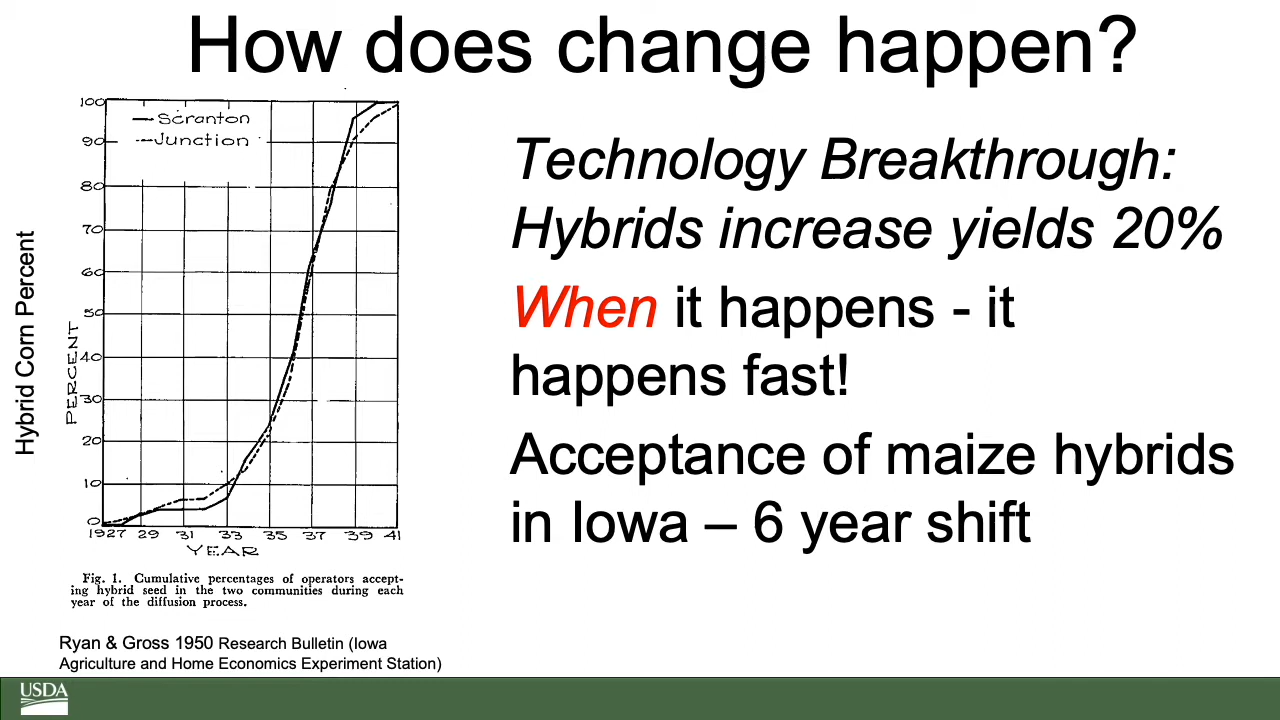 How does change happen?
Technology Breakthrough:
Hybrids increase yields 20%
When it happens - it
happens fast!
Acceptance of maize hybrids
in Iowa – 6 year shift
Hybrid Corn Percent
PERCENT
100
90
80
70
60
50
40
30
20
10
0
Scranton
Junction
1927 29 31 33 35 37 39 41
YEAR
Fig. 1. Cumulative percentages of operators accept-
ing hybrid seed in the two communities during each
year of the diffusion process.
Ryan & Gross 1950 Research Bulletin (Iowa
Agriculture and Home Economics Experiment Station)
USDA